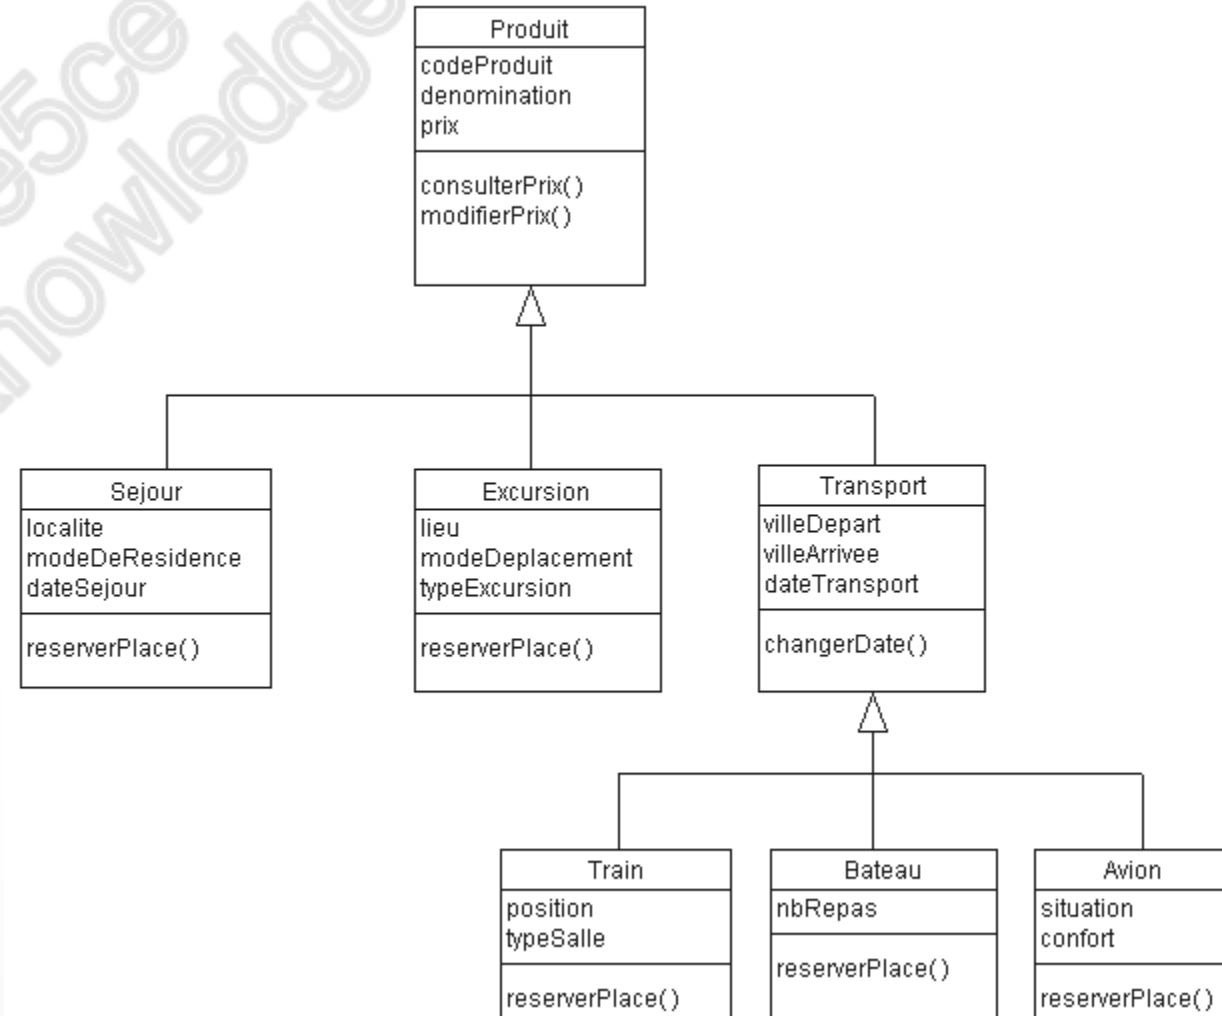 Produit
codeProduit
denomination
prix
consulterPrix()
modifierPrix()
Sejour
localite
modeDeResidence
dateSejour
reserverPlace()
Excursion
lieu
modeDeplacement
typeExcursion
reserverPlace()
Transport
villeDepart
villeArrivee
dateTransport
changerDate()
Train
position
typeSalle
reserverPlace()
Bateau
nbRepas
reserverPlace()
Avion
situation
confort
reserverPlace()